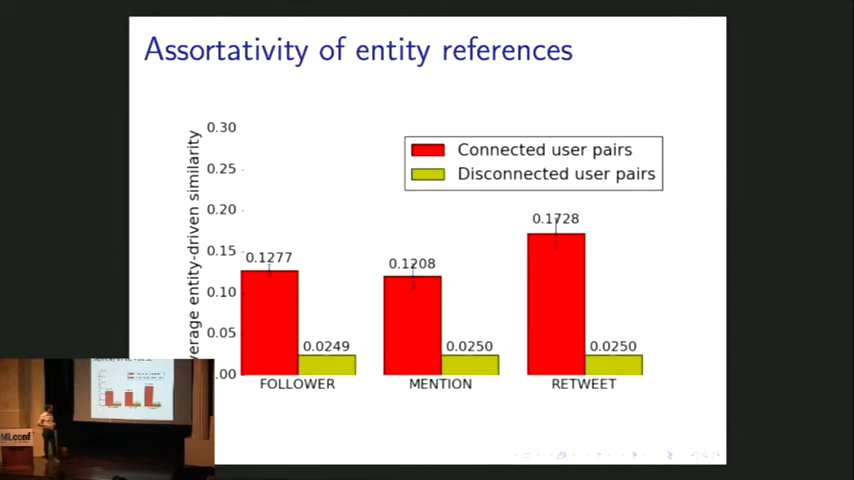 Assortativity of entity references
0.30
0.25
0.20
0.15
0.10
0.05
.00
verage entity-driven similarity
Connected user pairs
Disconnected user pairs
0.1277
0.0249
0.1208
0.0250
0.1728
0.0250
FOLLOWER
MENTION
RETWEET
MLconf